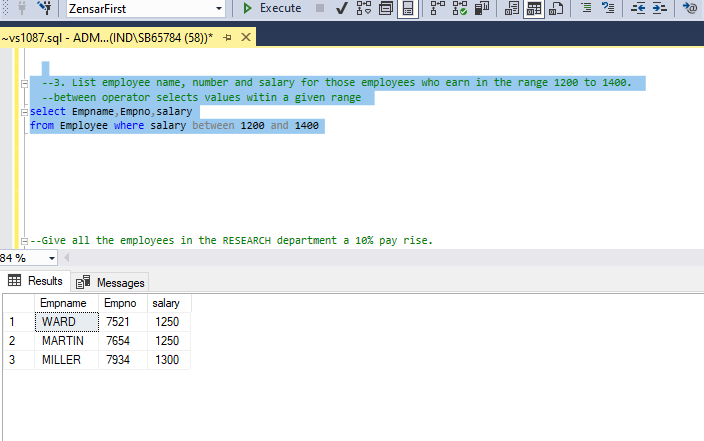 ZensarFirst
Execute
~vs1087.sql - ADM...(IND\SB65784 (58))*
--3. List employee name, number and salary for those employees who earn in the range 1200 to 1400.
--between operator selects values witin a given range
select Empname,Empno,salary
from Employee where salary between 1200 and 1400
--Give all the employees in the RESEARCH department a 10% pay rise.
84 %
Results Messages
Empname Empno salary
1 WARD 7521 1250
2 MARTIN 7654 1250
3 MILLER 7934 1300